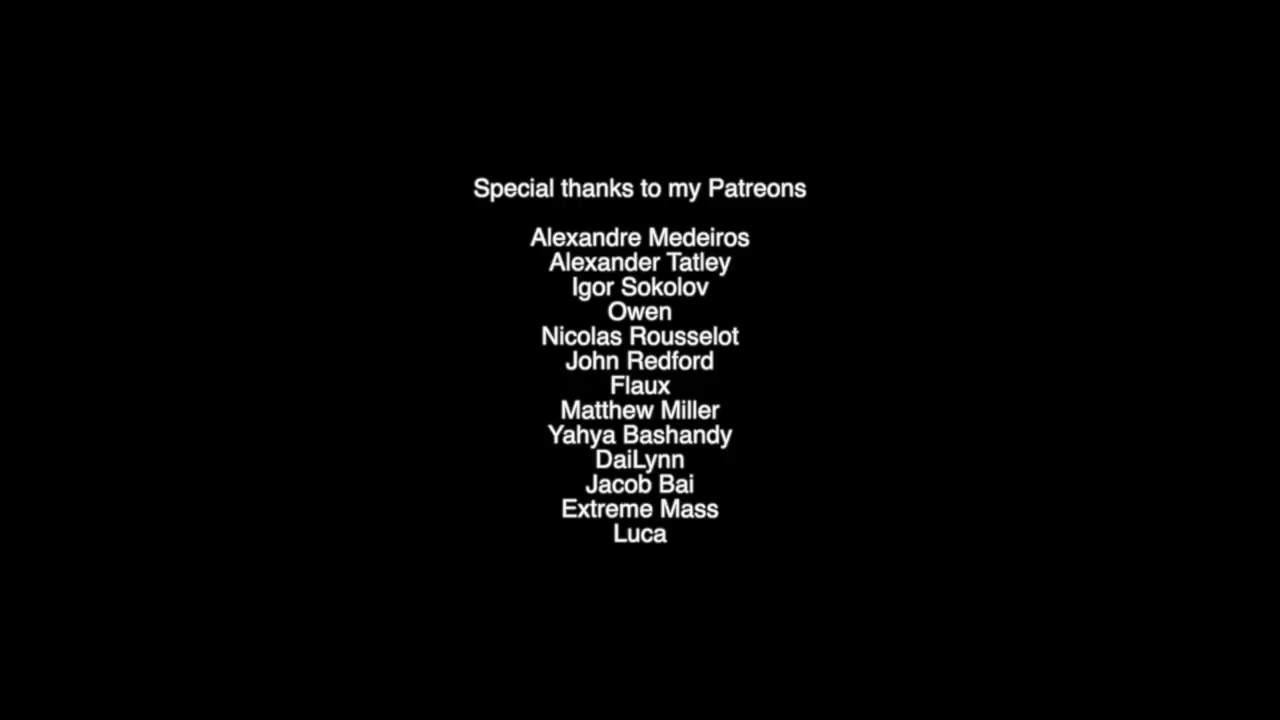 Special thanks to my Patreons
Alexandre Medeiros
Alexander Tatley
Igor Sokolov
Owen
Nicolas Rousselot
John Redford
Flaux
Matthew Miller
Yahya Bashandy
DaiLynn
Jacob Bai
Extreme Mass
Luca